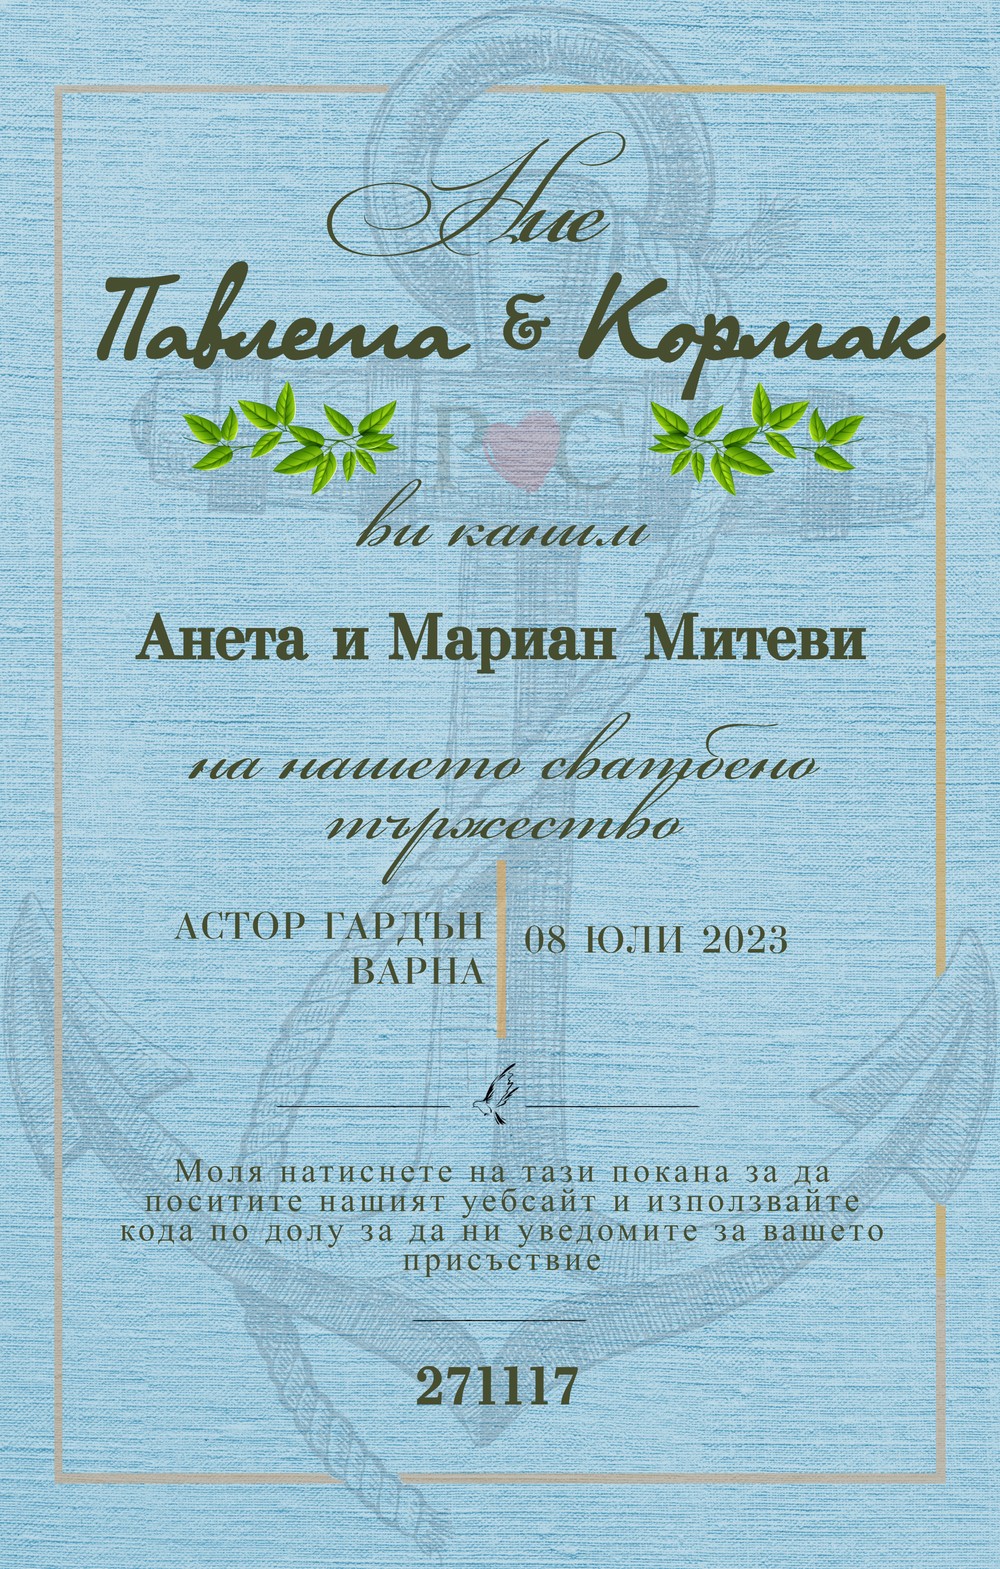 Ние
Павлета & Кормак
P C
ви каним
Анета и Мариан Митеви
на нашето сватбено
тържество
АСТОР ГАРДЪН
ВАРНА
08 ЮЛИ 2023
Моля натиснете на тази покана за да
поситите нашият уебсайт и използвайте
кода по долу за да ни уведомите за вашето
присъствие
271117